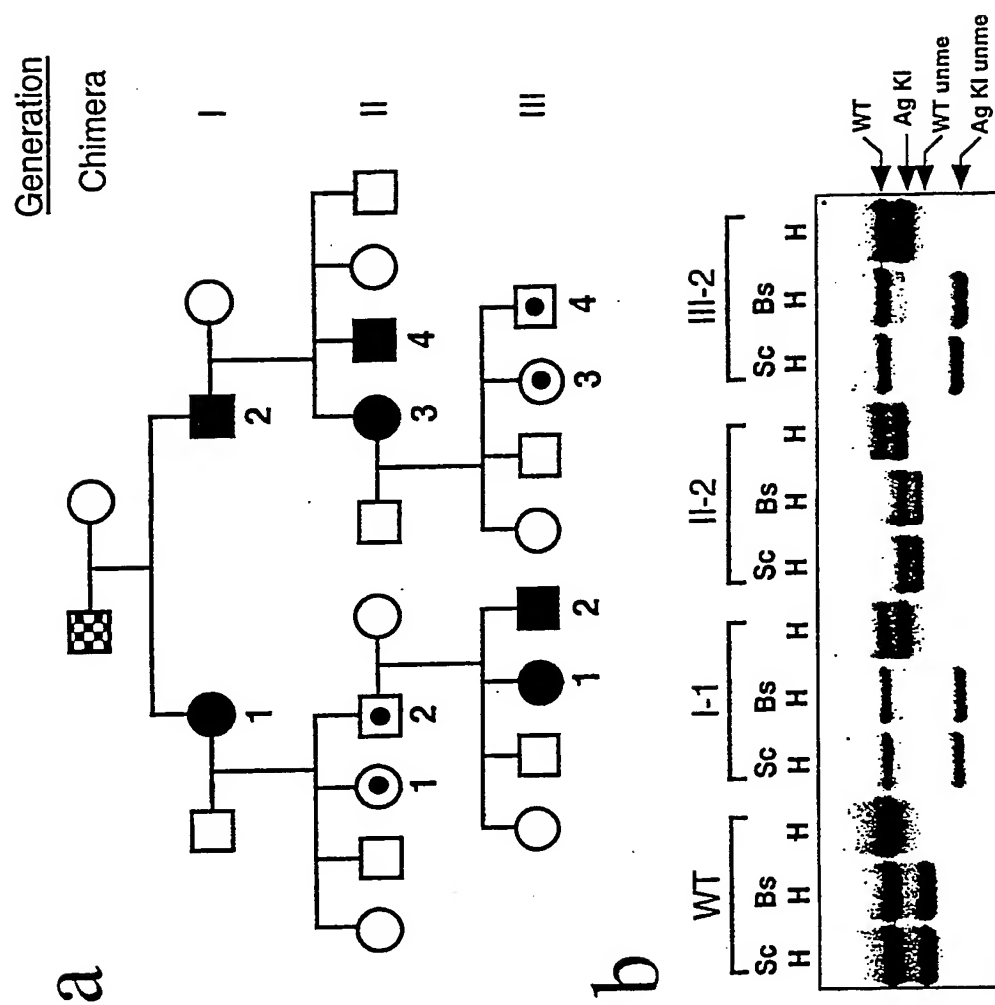 a
Generation
Chimera
1 2 I
1 2 3 4 II
1 2 3 4 III
b
WT I-1 II-2 III-2
Sc Bs Sc Bs Sc Bs Sc Bs
H H H H H H H H H H H H
WT
Ag KI
WT unme
Ag KI unme